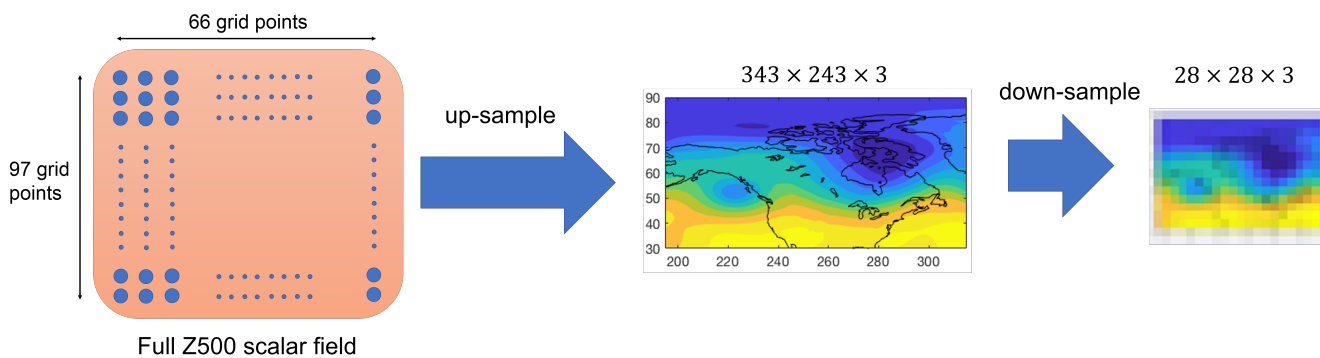 66 grid points
97 grid
points
Full Z500 scalar field
up-sample
343 × 243 × 3
90
80
70
60
50
40
30
200 220 240 260 280 300
down-sample
28 × 28 × 3